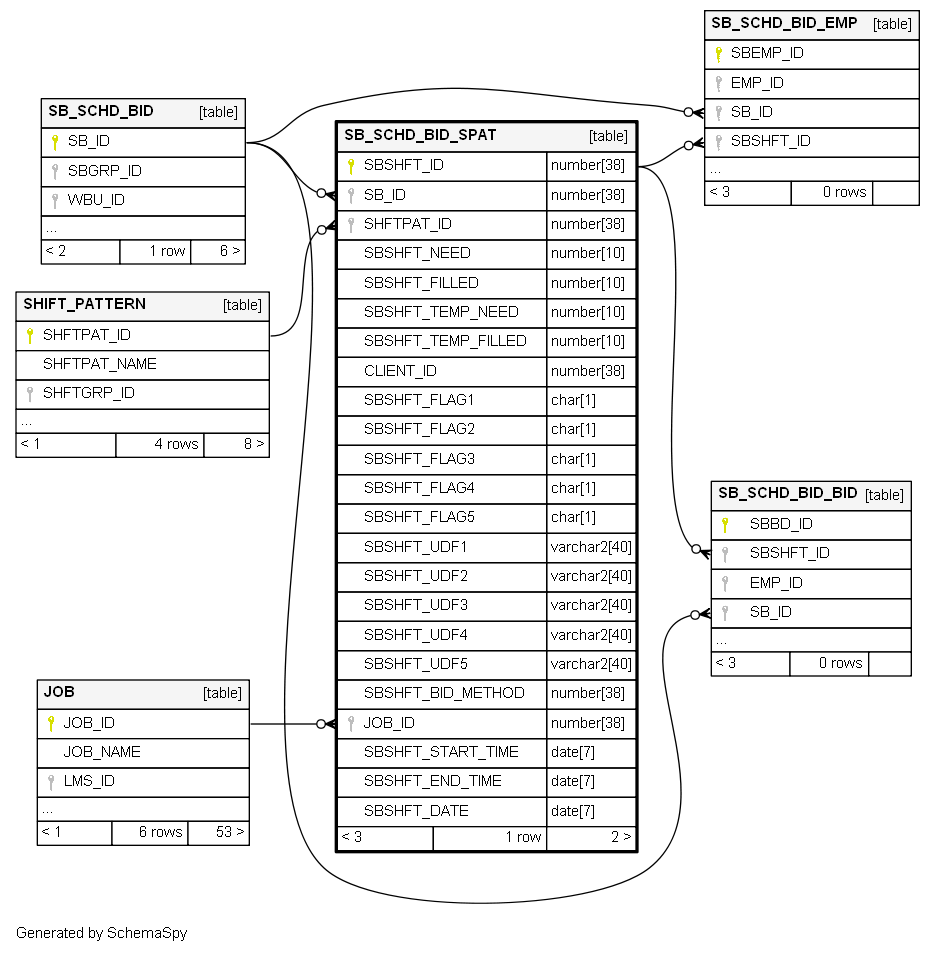 SB_SCHD_BID_EMP [table]
SBEMP_ID
EMP_ID
SB_ID
SBSHFT_ID
...
< 3 0 rows
SB_SCHD_BID [table]
SB_ID
SBGRP_ID
WBU_ID
...
< 2 1 row 6 >
SB_SCHD_BID_SPAT [table]
SBSHFT_ID number[38]
SB_ID number[38]
SHFTPAT_ID number[38]
SBSHFT_NEED number[10]
SBSHFT_FILLED number[10]
SBSHFT_TEMP_NEED number[10]
SBSHFT_TEMP_FILLED number[10]
CLIENT_ID number[38]
SBSHFT_FLAG1 char[1]
SBSHFT_FLAG2 char[1]
SBSHFT_FLAG3 char[1]
SBSHFT_FLAG4 char[1]
SBSHFT_FLAG5 char[1]
SBSHFT_UDF1 varchar2[40]
SBSHFT_UDF2 varchar2[40]
SBSHFT_UDF3 varchar2[40]
SBSHFT_UDF4 varchar2[40]
SBSHFT_UDF5 varchar2[40]
SBSHFT_BID_METHOD number[38]
JOB_ID number[38]
SBSHFT_START_TIME date[7]
SBSHFT_END_TIME date[7]
SBSHFT_DATE date[7]
< 3 1 row 2 >
SHIFT_PATTERN [table]
SHFTPAT_ID
SHFTPAT_NAME
SHFTGRP_ID
...
< 1 4 rows 8 >
SB_SCHD_BID_BID [table]
SBBD_ID
SBSHFT_ID
EMP_ID
SB_ID
...
< 3 0 rows
JOB [table]
JOB_ID
JOB_NAME
LMS_ID
...
< 1 6 rows 53 >
Generated by SchemaSpy